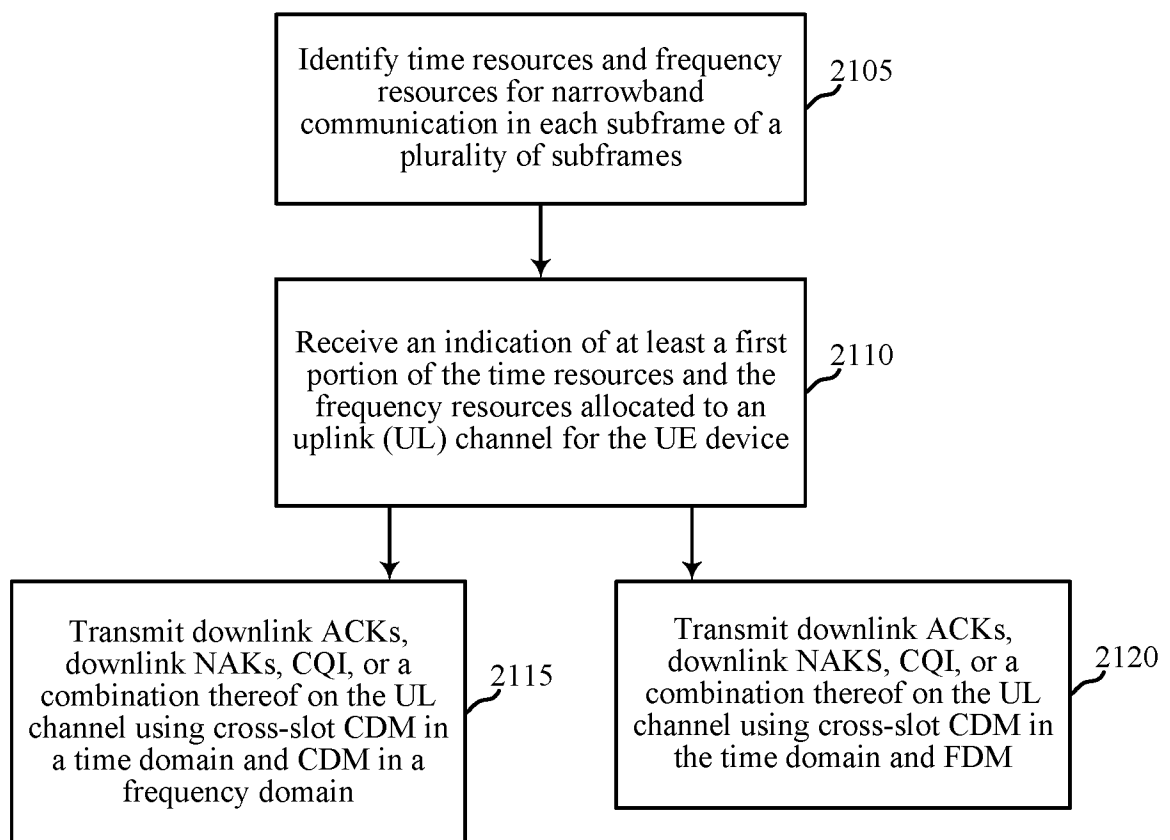 Identify time resources and frequency
resources for narrowband
communication in each subframe of a
plurality of subframes
2105
Receive an indication of at least a first
portion of the time resources and the
frequency resources allocated to an
uplink (UL) channel for the UE device
2110
Transmit downlink ACKs,
downlink NAKs, CQI, or a
combination thereof on the UL
channel using cross-slot CDM in
a time domain and CDM in a
frequency domain
2115
Transmit downlink ACKs,
downlink NAKS, CQI, or a
combination thereof on the UL
channel using cross-slot CDM in
the time domain and FDM
2120